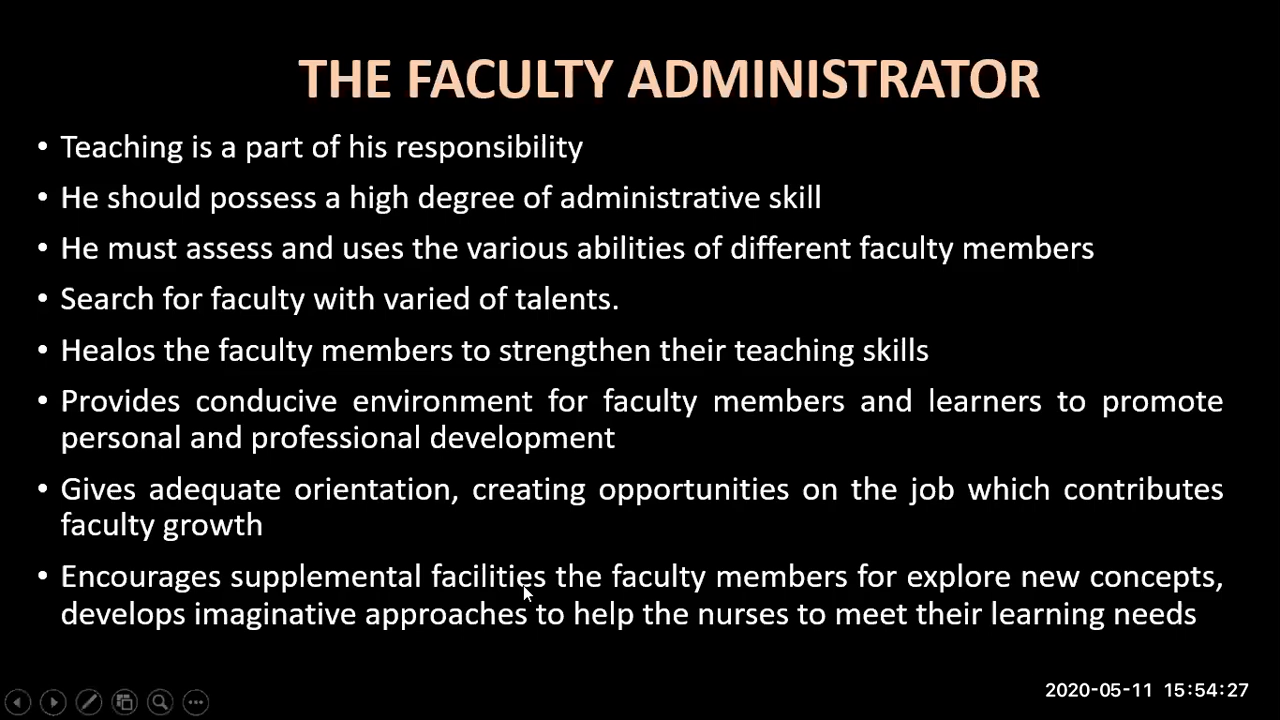 THE FACULTY ADMINISTRATOR
• Teaching is a part of his responsibility
• He should possess a high degree of administrative skill
• He must assess and uses the various abilities of different faculty members
• Search for faculty with varied of talents.
• Healos the faculty members to strengthen their teaching skills
• Provides conducive environment for faculty members and learners to promote
personal and professional development
• Gives adequate orientation, creating opportunities on the job which contributes
faculty growth
• Encourages supplemental facilities the faculty members for explore new concepts,
develops imaginative approaches to help the nurses to meet their learning needs
2020-05-11 15:54:27